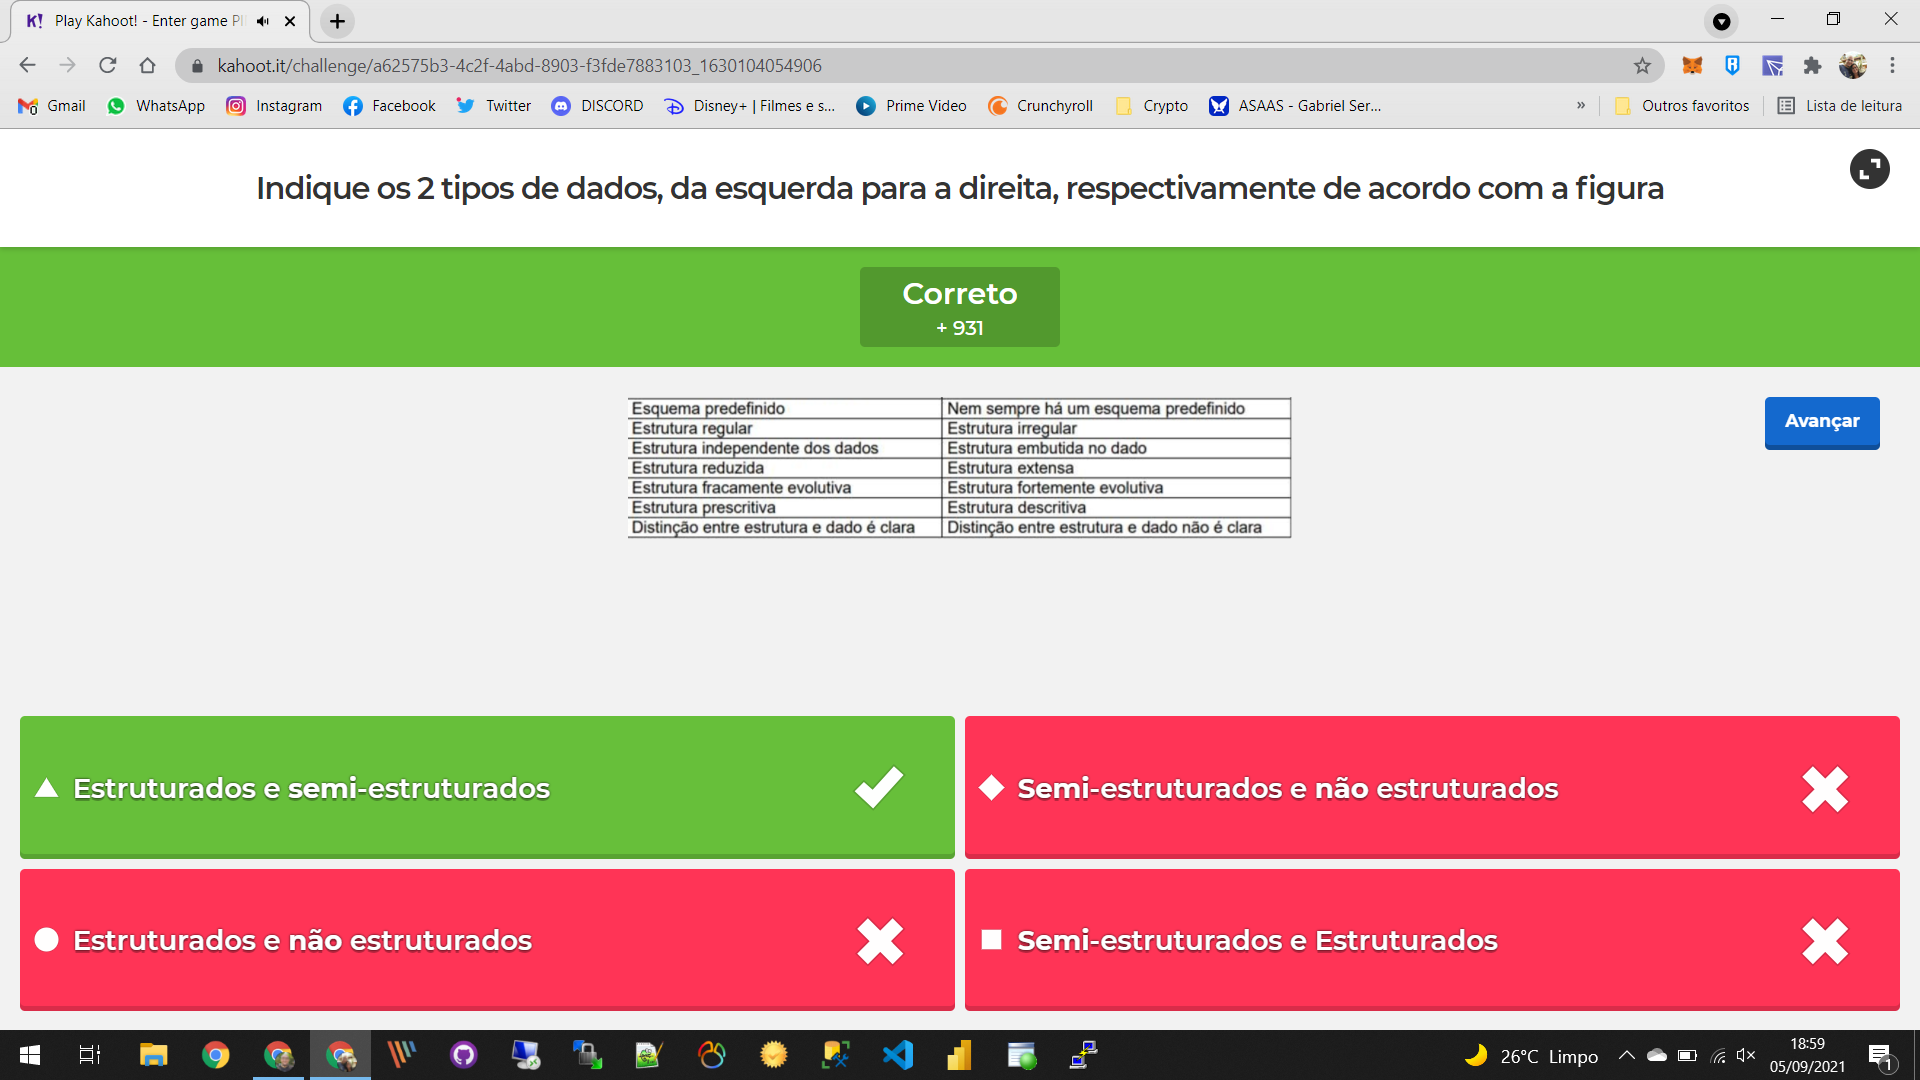 Play Kahoot! - Enter game P
kahoot.it/challenge/a62575b3-4c2f-4abd-8903-f3fde7883103_1630104054906
Gmail WhatsApp Instagram Facebook Twitter DISCORD Disney+ | Filmes e s... Prime Video Crunchyroll Crypto ASAAS - Gabriel Ser... » Outros favoritos Lista de leitura
Indique os 2 tipos de dados, da esquerda para a direita, respectivamente de acordo com a figura
Correto
+ 931
Avançar
Esquema predefinido Nem sempre há um esquema predefinido
Estrutura regular Estrutura irregular
Estrutura independente dos dados Estrutura embutida no dado
Estrutura reduzida Estrutura extensa
Estrutura fracamente evolutiva Estrutura fortemente evolutiva
Estrutura prescritiva Estrutura descritiva
Distinção entre estrutura e dado é clara Distinção entre estrutura e dado não é clara
Estruturados e semi-estruturados
Semi-estruturados e não estruturados
Estruturados e não estruturados
Semi-estruturados e Estruturados
26°C Limpo
18:59
05/09/2021
1